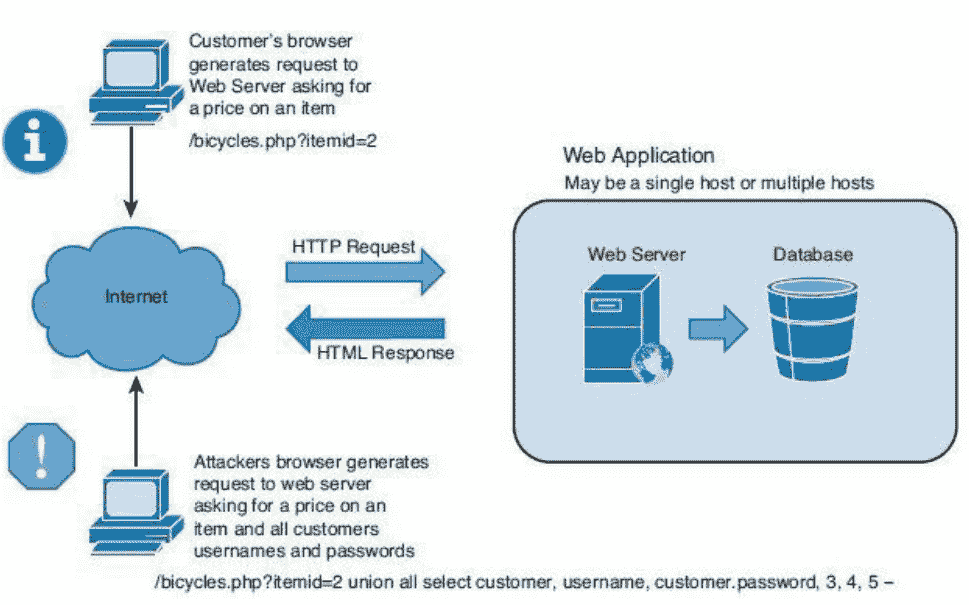 Customer's browser
generates request to
Web Server asking for
a price on an item
/bicycles.php?itemid=2
Web Application
May be a single host or multiple hosts
HTTP Request
Web Server
Database
Internet
HTML Response
Attackers browser generates
request to web server
asking for a price on an
item and all customers
usernames and passwords
/bicycles.php?itemid=2 union all select customer, username, customer.password, 3, 4, 5 –